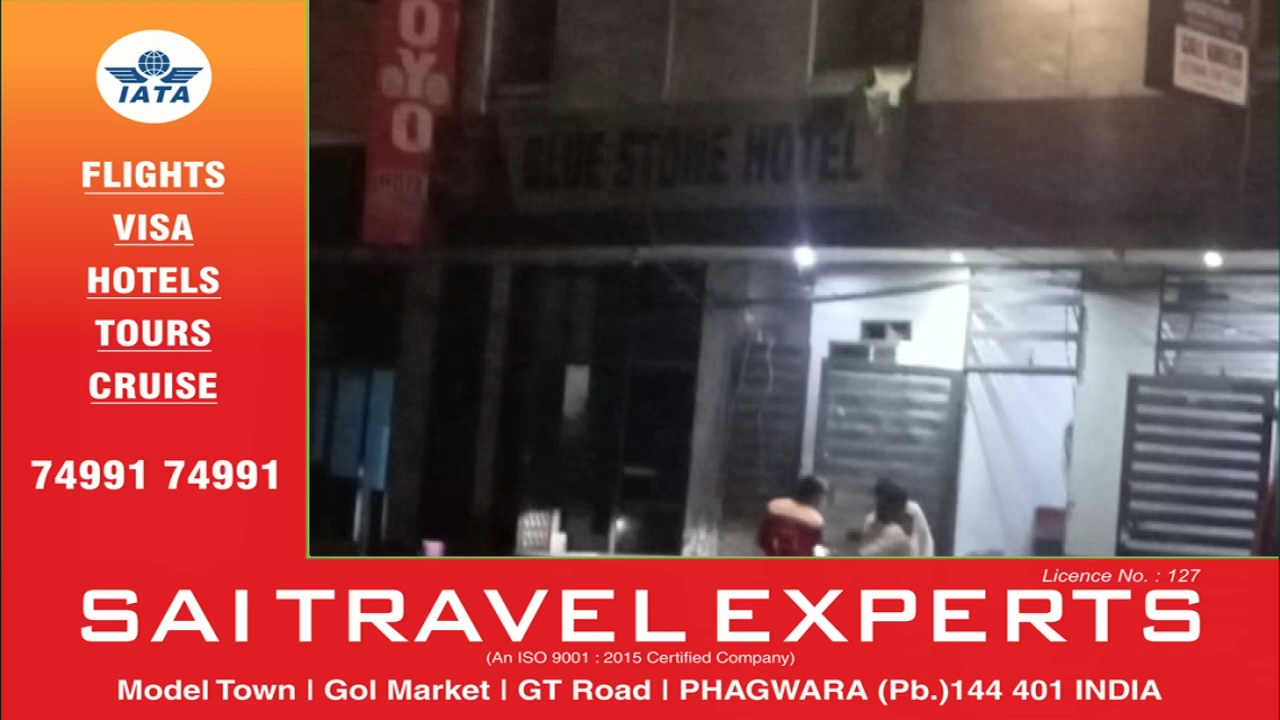 IATA
FLIGHTS
VISA
HOTELS
TOURS
CRUISE
74991 74991
OYO
BLUE STONE HOTEL
Licence No. : 127
SAI TRAVEL EXPERTS
(An ISO 9001 : 2015 Certified Company)
Model Town | Gol Market | GT Road | PHAGWARA (Pb.)144 401 INDIA